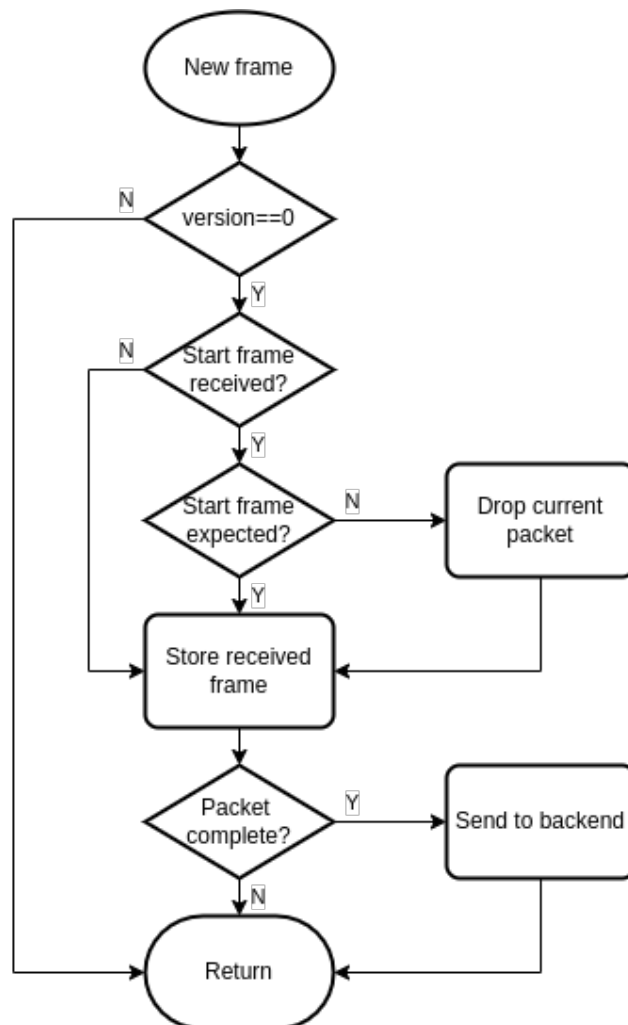 New frame
N
version==0
Y
N
Start frame
received?
Y
Start frame
expected?
N
Drop current
packet
Y
Store received
frame
Packet
complete?
Y
Send to backend
N
Return